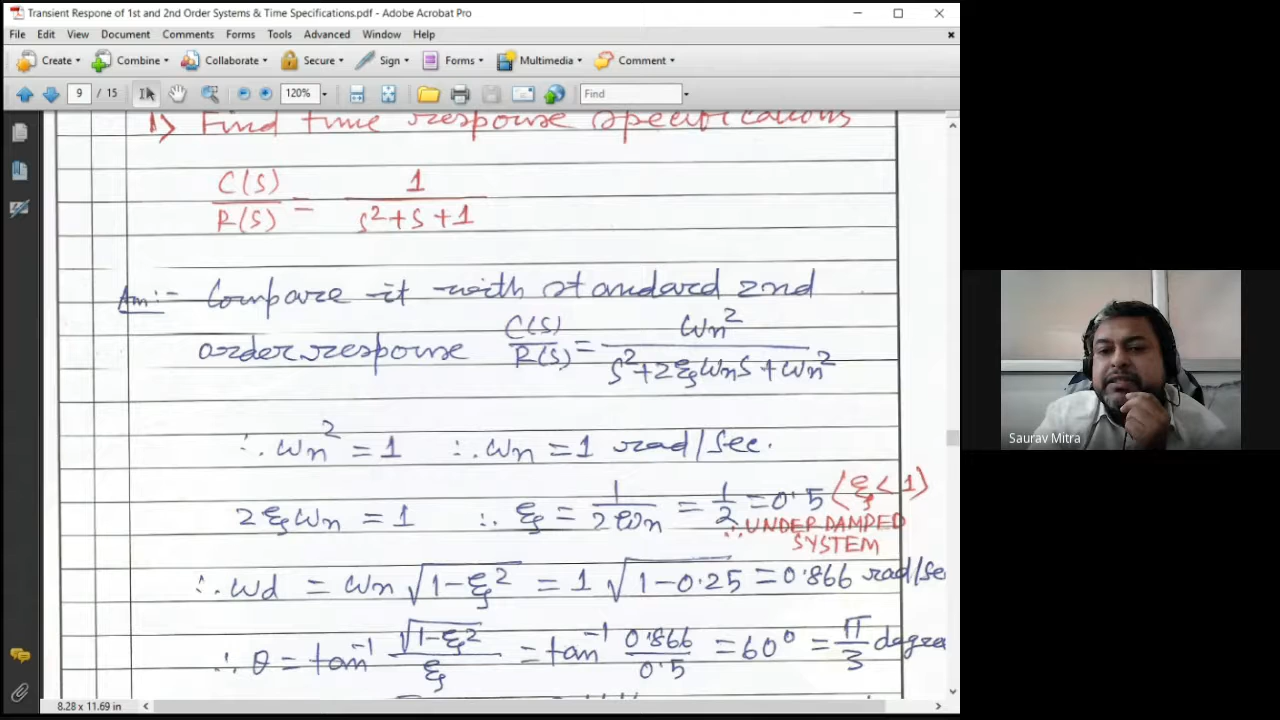 Transient Respone of 1st and 2nd Order Systems & Time Specifications.pdf - Adobe Acrobat Pro
File Edit View Document Comments Forms Tools Advanced Window Help
Create Combine Collaborate Secure Sign Forms Multimedia Comment
9 / 15 120% Find
1) Find time response specifications
C(S)/R(S) = 1/(S²+S+1)
Ans:- Compare it with standard 2nd
order response C(S)/R(S) = ωn²/(S²+2ξωnS+ωn²)
∴ ωn² = 1 ∴ ωn = 1 rad/sec.
2ξωn = 1 ∴ ξ = 1/2ωn = 1/2 = 0.5 (ξ < 1)
∴ UNDERDAMPED
SYSTEM
∴ ωd = ωn √1-ξ² = 1 √1-0.25 = 0.866 rad/se
∴ θ = tan⁻¹ √1-ξ²/ξ = tan⁻¹ 0.866/0.5 = 60° = π/3 degre
8.28 x 11.69 in
Saurav Mitra